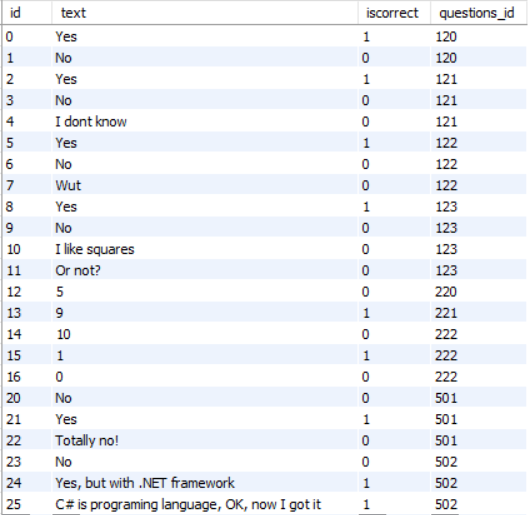 id text iscorrect questions_id
0 Yes 1 120
1 No 0 120
2 Yes 1 121
3 No 0 121
4 I dont know 0 121
5 Yes 1 122
6 No 0 122
7 Wut 0 122
8 Yes 1 123
9 No 0 123
10 I like squares 0 123
11 Or not? 0 123
12 5 0 220
13 9 1 221
14 10 0 222
15 1 1 222
16 0 0 222
20 No 0 501
21 Yes 1 501
22 Totally no! 0 501
23 No 0 502
24 Yes, but with .NET framework 1 502
25 C# is programing language, OK, now I got it 1 502